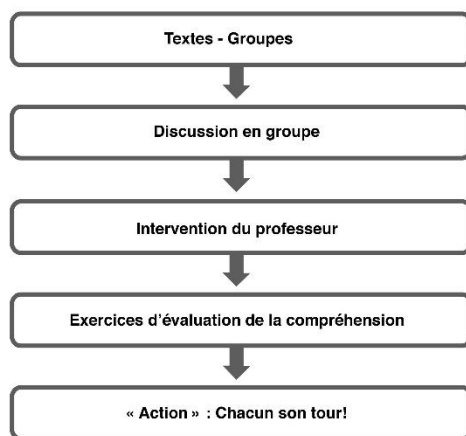 Textes - Groupes
Discussion en groupe
Intervention du professeur
Exercices d'évaluation de la compréhension
« Action » : Chacun son tour!